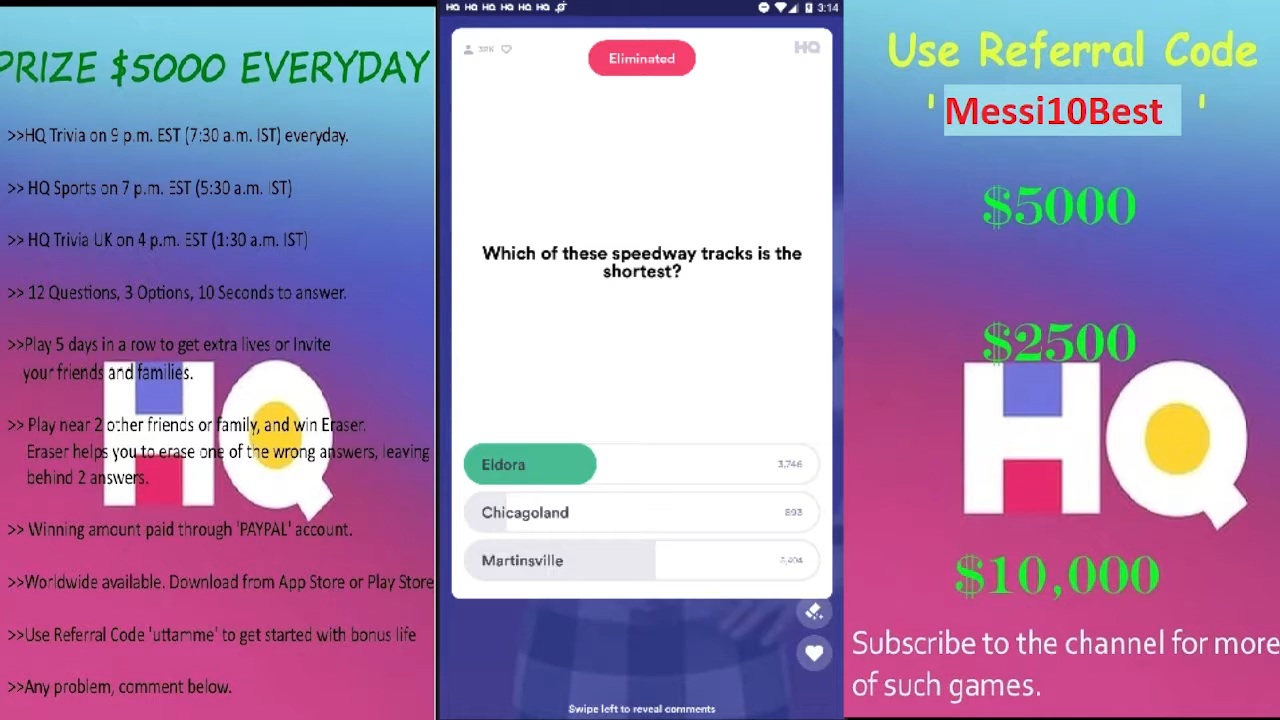 PRIZE $5000 EVERYDAY
>>HQ Trivia on 9 p.m. EST (7:30 a.m. IST) everyday.
>> HQ Sports on 7 p.m. EST (5:30 a.m. IST)
>> HQ Trivia UK on 4 p.m. EST (1:30 a.m. IST)
>> 12 Questions, 3 Options, 10 Seconds to answer.
>>Play 5 days in a row to get extra lives or Invite
your friends and families.
>> Play near 2 other friends or family, and win Eraser.
Eraser helps you to erase one of the wrong answers, leaving
behind 2 answers.
>> Winning amount paid through 'PAYPAL' account.
>>Worldwide available. Download from App Store or Play Store
>>Use Referral Code 'uttamme' to get started with bonus life
>>Any problem, comment below.
HQ
HQ HQ HQ HQ HQ HQ 3:14
Eliminated
HQ
Which of these speedway tracks is the
shortest?
Eldora 3,746
Chicagoland 893
Martinsville 5,404
Swipe left to reveal comments
Use Referral Code
' Messi10Best '
$5000
$2500
HQ
$10,000
Subscribe to the channel for more
of such games.